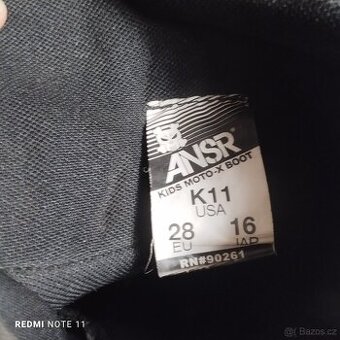 ANSR
KIDS MOTO-X BOOT
K11
USA
28 16
EU JAP
RN#90261
REDMI NOTE 11
Bazos.cz